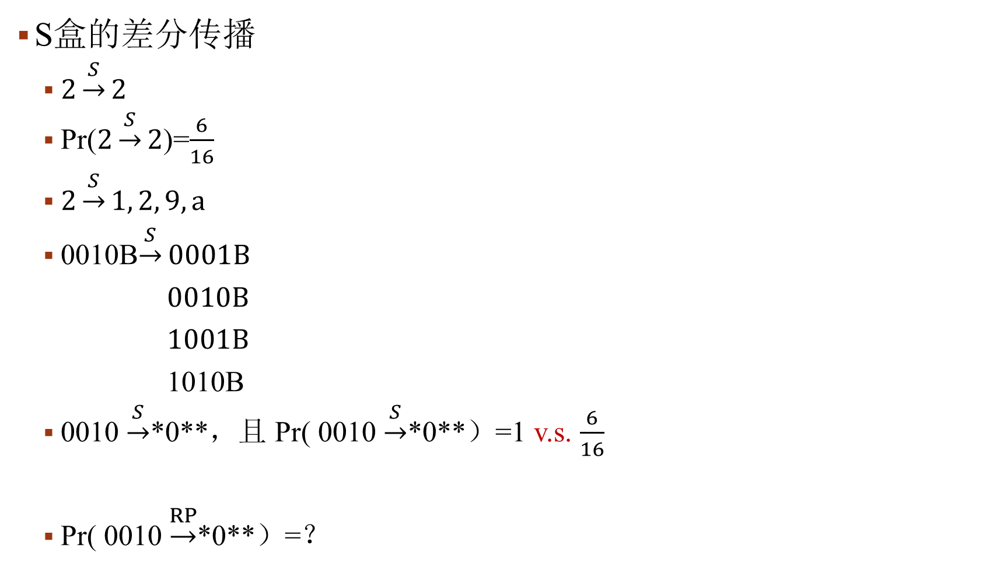 ▪ S盒的差分传播
▪ 2 \xrightarrow{S} 2
▪ Pr(2 \xrightarrow{S} 2)=\frac{6}{16}
▪ 2 \xrightarrow{S} 1, 2, 9, a
▪ 0010B \xrightarrow{S} 0001B
0010B
1001B
1010B
▪ 0010 \xrightarrow{S} *0**，且 Pr( 0010 \xrightarrow{S} *0**）=1 v.s. \frac{6}{16}
▪ Pr( 0010 \xrightarrow{RP} *0**）=?